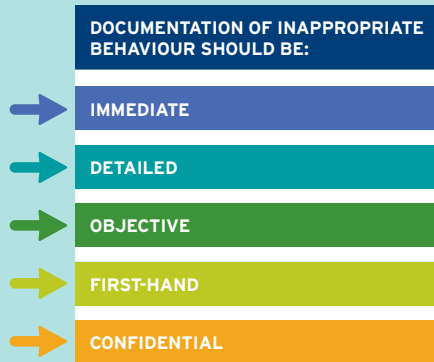 DOCUMENTATION OF INAPPROPRIATE
BEHAVIOUR SHOULD BE:
IMMEDIATE
DETAILED
OBJECTIVE
FIRST-HAND
CONFIDENTIAL